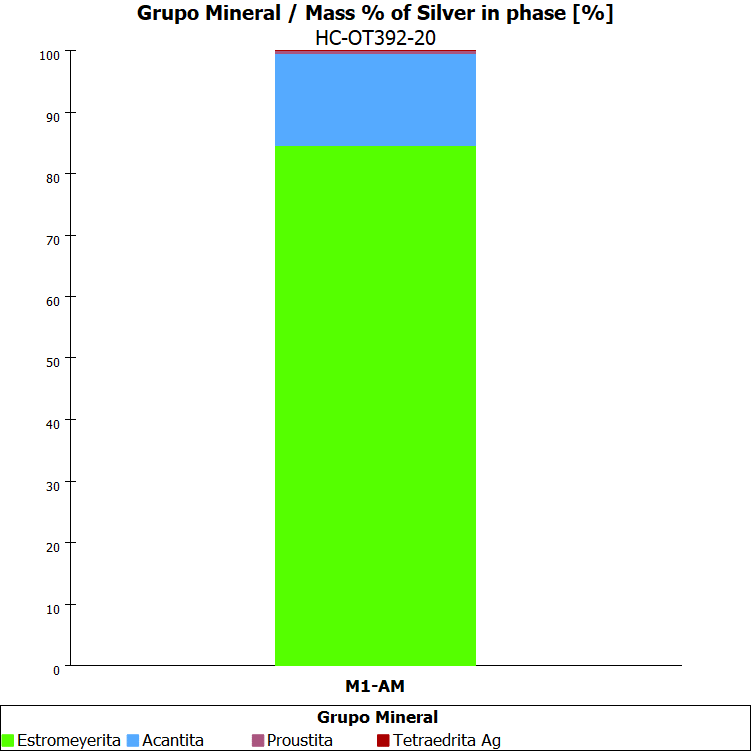 Grupo Mineral / Mass % of Silver in phase [%]
HC-OT392-20
100
90
80
70
60
50
40
30
20
10
0
M1-AM
Grupo Mineral
Estromeyerita Acantita Proustita Tetraedrita Ag